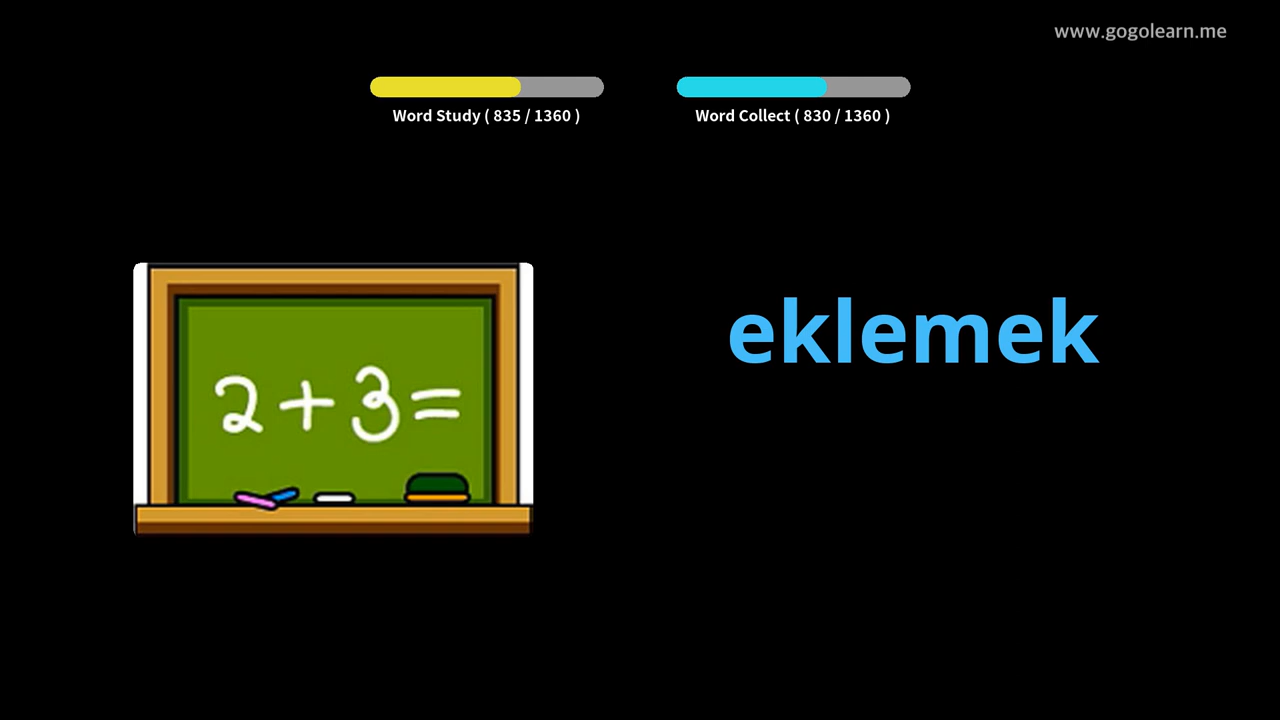 www.gogolearn.me
Word Study ( 835 / 1360 )
Word Collect ( 830 / 1360 )
eklemek
2 + 3 =